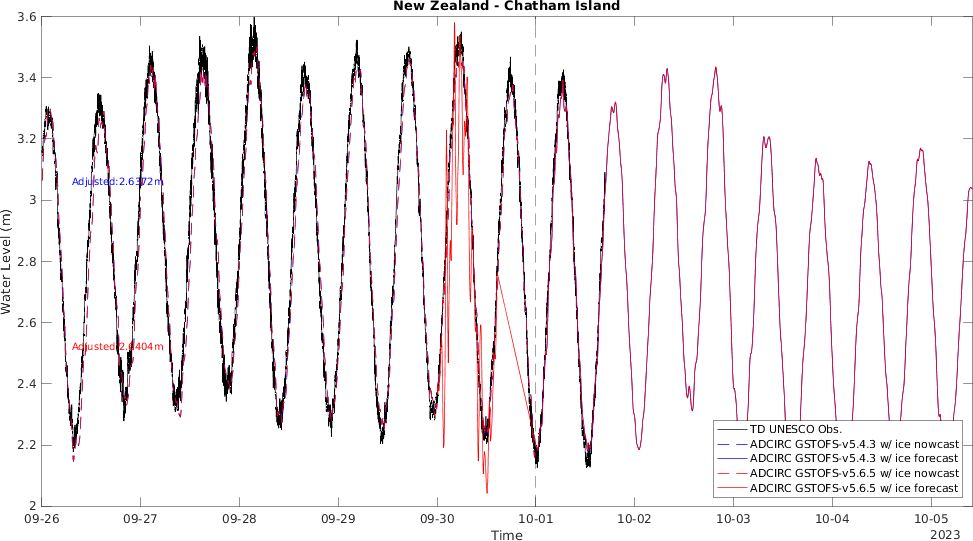 New Zealand - Chatham Island
3.6
3.4
3.2
3
2.8
2.6
2.4
2.2
2
Water Level (m)
Adjusted:2.6372m
Adjusted:2.6404m
TD UNESCO Obs.
ADCIRC GSTOFS-v5.4.3 w/ ice nowcast
ADCIRC GSTOFS-v5.4.3 w/ ice forecast
ADCIRC GSTOFS-v5.6.5 w/ ice nowcast
ADCIRC GSTOFS-v5.6.5 w/ ice forecast
09-26 09-27 09-28 09-29 09-30 10-01 10-02 10-03 10-04 10-05
Time
2023